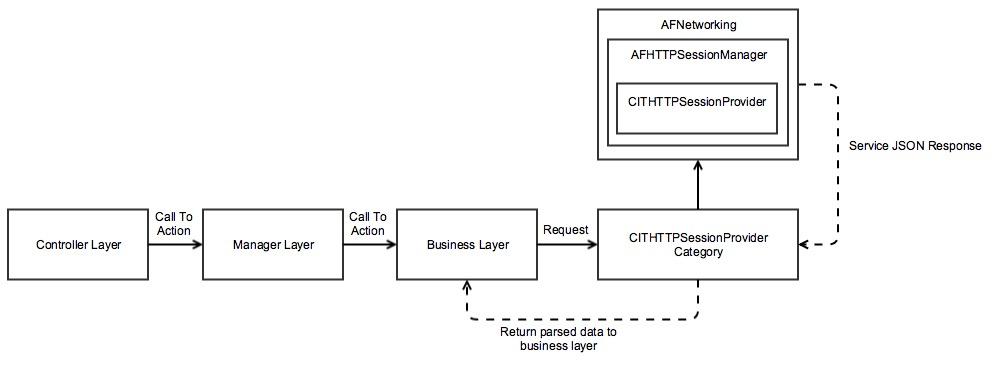 AFNetworking
AFHTTPSessionManager
CITHTTPSessionProvider
Service JSON Response
Controller Layer
Call To
Action
Manager Layer
Call To
Action
Business Layer
Request
CITHTTPSessionProvider
Category
Return parsed data to
business layer